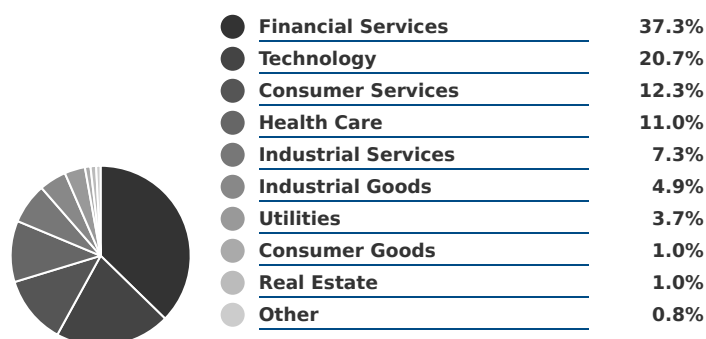 Financial Services 37.3%
Technology 20.7%
Consumer Services 12.3%
Health Care 11.0%
Industrial Services 7.3%
Industrial Goods 4.9%
Utilities 3.7%
Consumer Goods 1.0%
Real Estate 1.0%
Other 0.8%